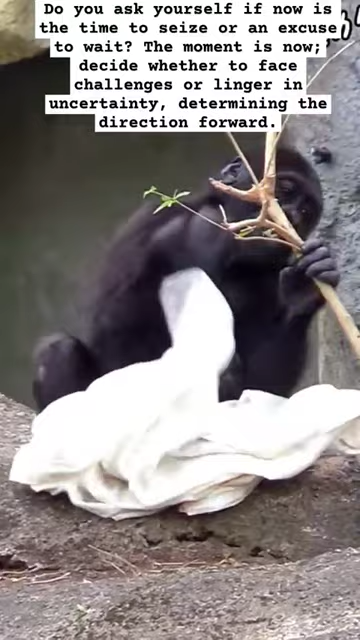 Do you ask yourself if now is
the time to seize or an excuse
to wait? The moment is now;
decide whether to face
challenges or linger in
uncertainty, determining the
direction forward.